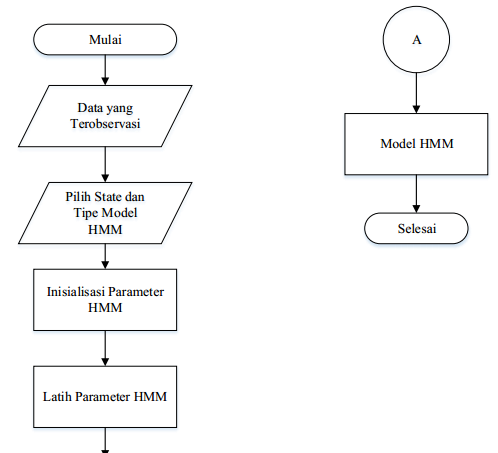 Mulai
Data yang
Terobservasi
Pilih State dan
Tipe Model
HMM
Inisialisasi Parameter
HMM
Latih Parameter HMM
A
Model HMM
Selesai